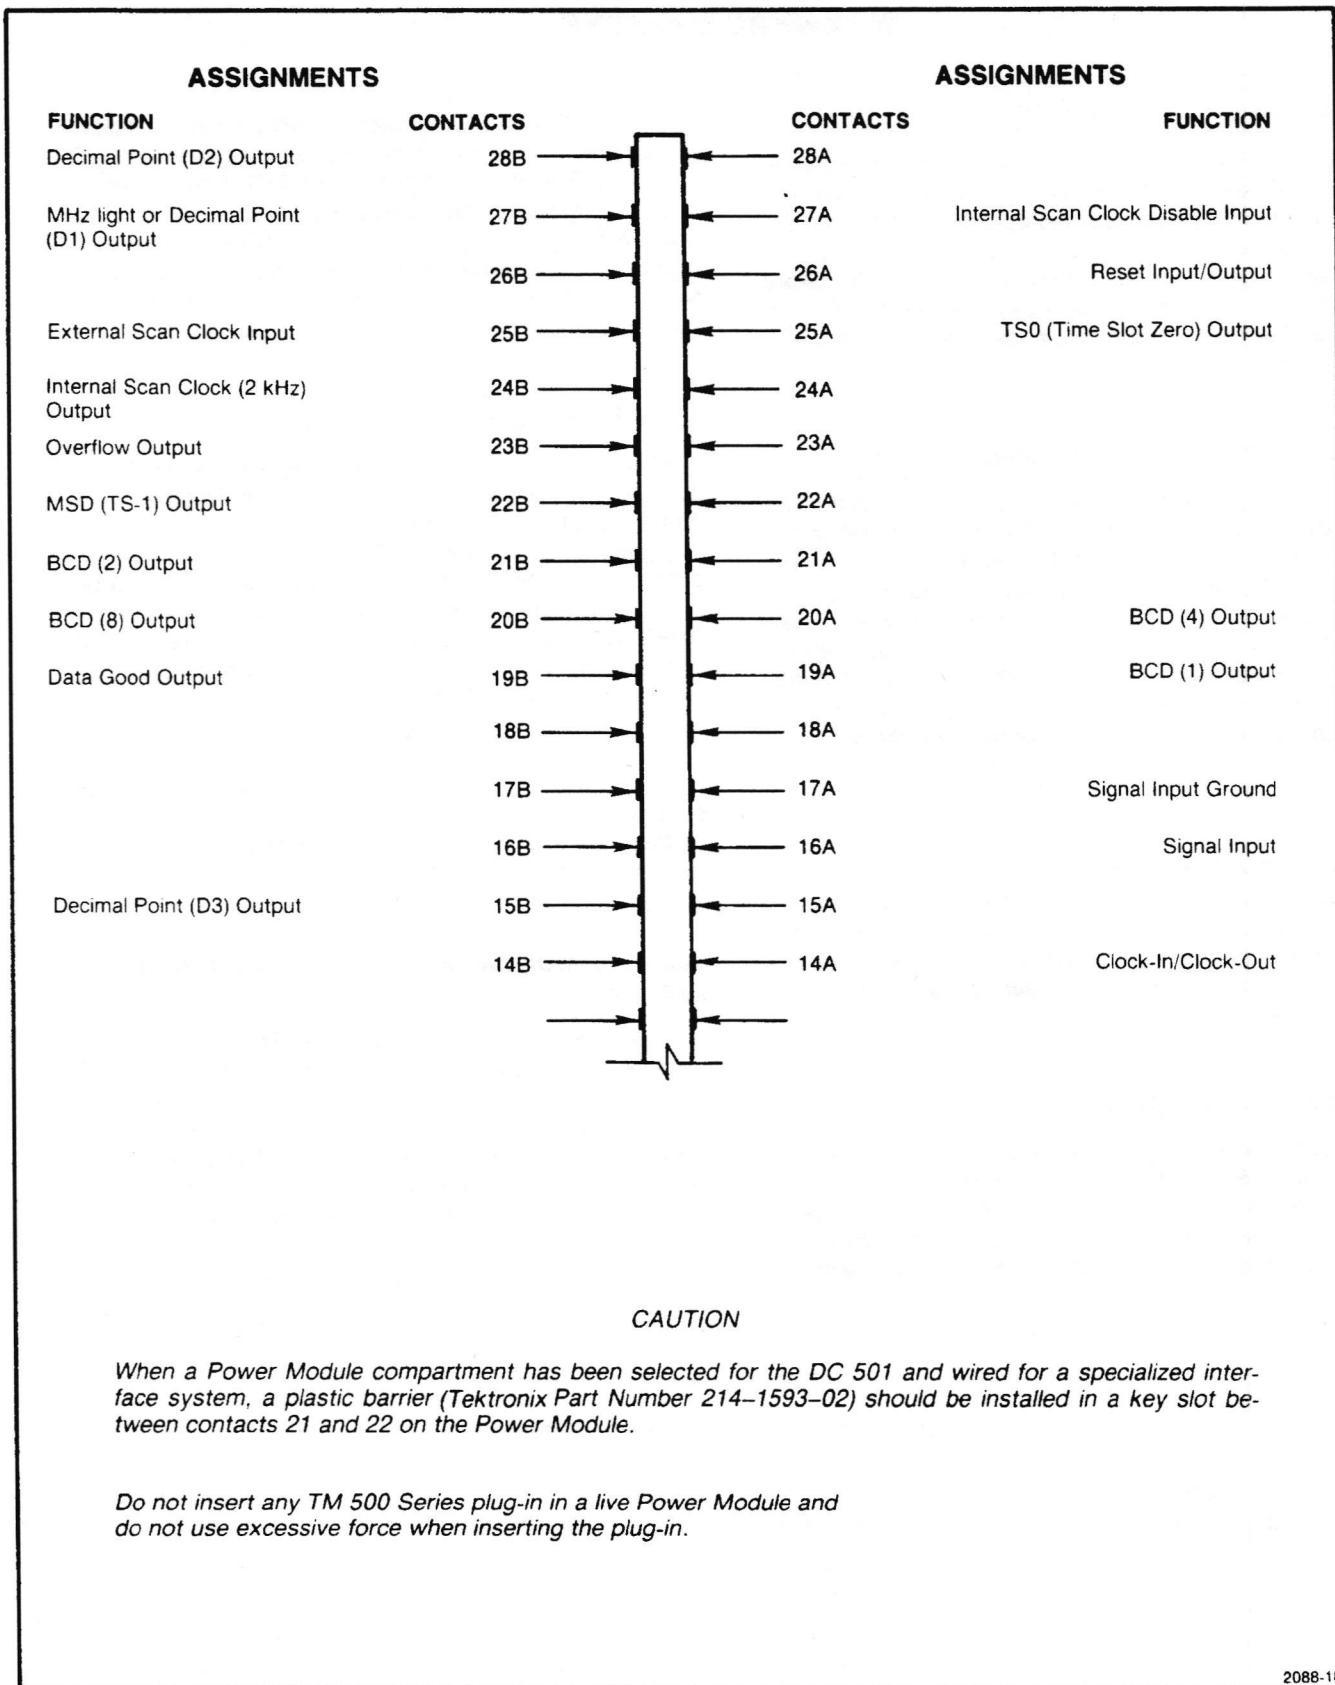 ASSIGNMENTS ASSIGNMENTS
FUNCTION CONTACTS CONTACTS FUNCTION
Decimal Point (D2) Output 28B 28A
MHz light or Decimal Point 27B 27A Internal Scan Clock Disable Input
(D1) Output
26B 26A Reset Input/Output
External Scan Clock Input 25B 25A TS0 (Time Slot Zero) Output
Internal Scan Clock (2 kHz) 24B 24A
Output
Overflow Output 23B 23A
MSD (TS-1) Output 22B 22A
BCD (2) Output 21B 21A
BCD (8) Output 20B 20A BCD (4) Output
Data Good Output 19B 19A BCD (1) Output
18B 18A
17B 17A Signal Input Ground
16B 16A Signal Input
Decimal Point (D3) Output 15B 15A
14B 14A Clock-In/Clock-Out
CAUTION
When a Power Module compartment has been selected for the DC 501 and wired for a specialized inter-
face system, a plastic barrier (Tektronix Part Number 214–1593–02) should be installed in a key slot be-
tween contacts 21 and 22 on the Power Module.
Do not insert any TM 500 Series plug-in in a live Power Module and
do not use excessive force when inserting the plug-in.